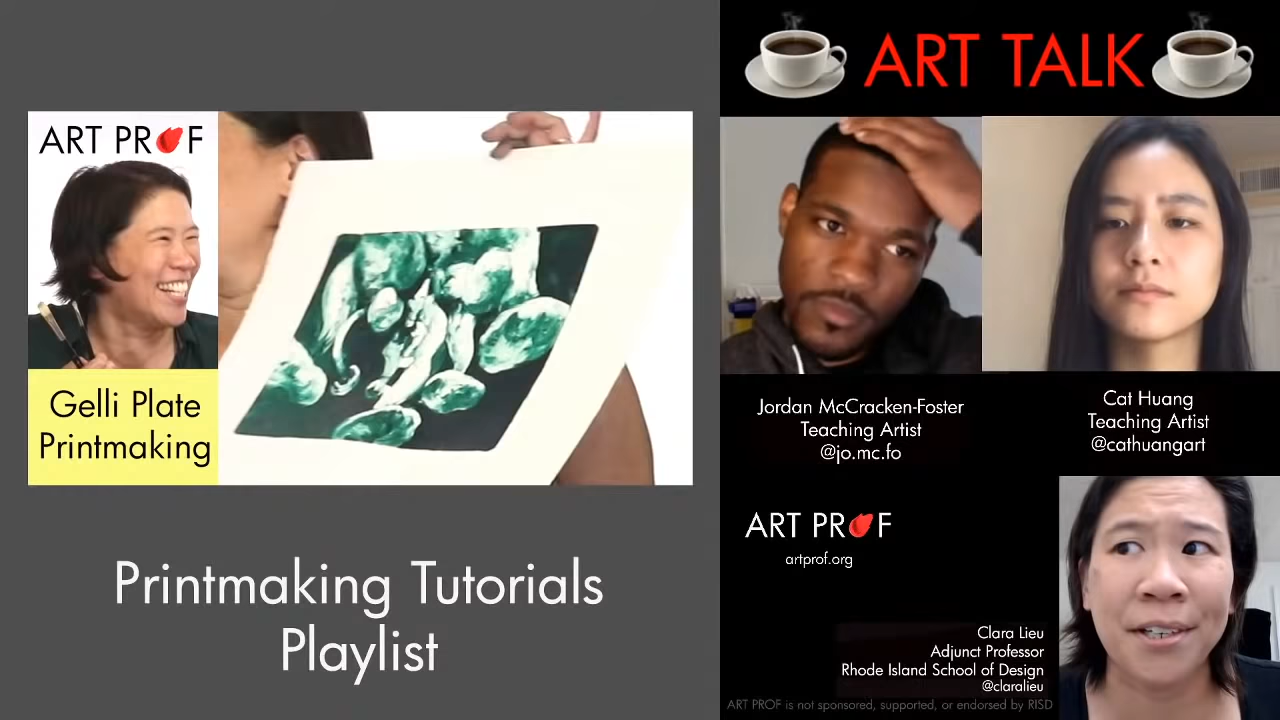 ART PROF
Gelli Plate
Printmaking
Printmaking Tutorials
Playlist
ART TALK
Jordan McCracken-Foster
Teaching Artist
@jo.mc.fo
Cat Huang
Teaching Artist
@cathuangart
ART PROF
artprof.org
Clara Lieu
Adjunct Professor
Rhode Island School of Design
@claralieu
ART PROF is not sponsored, supported, or endorsed by RISD